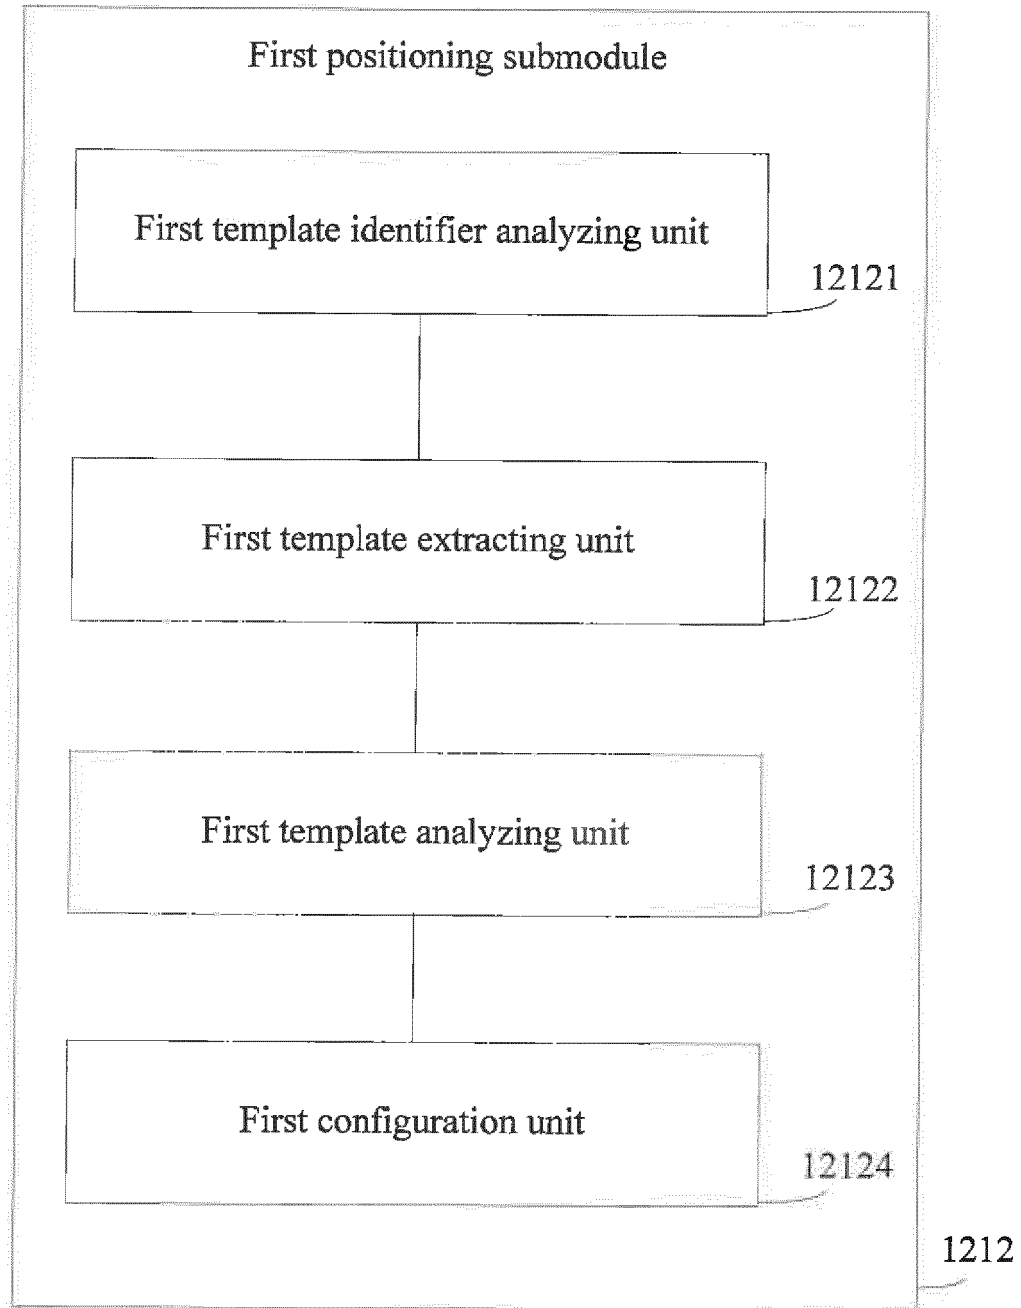 First positioning submodule
First template identifier analyzing unit
12121
First template extracting unit
12122
First template analyzing unit
12123
First configuration unit
12124
1212